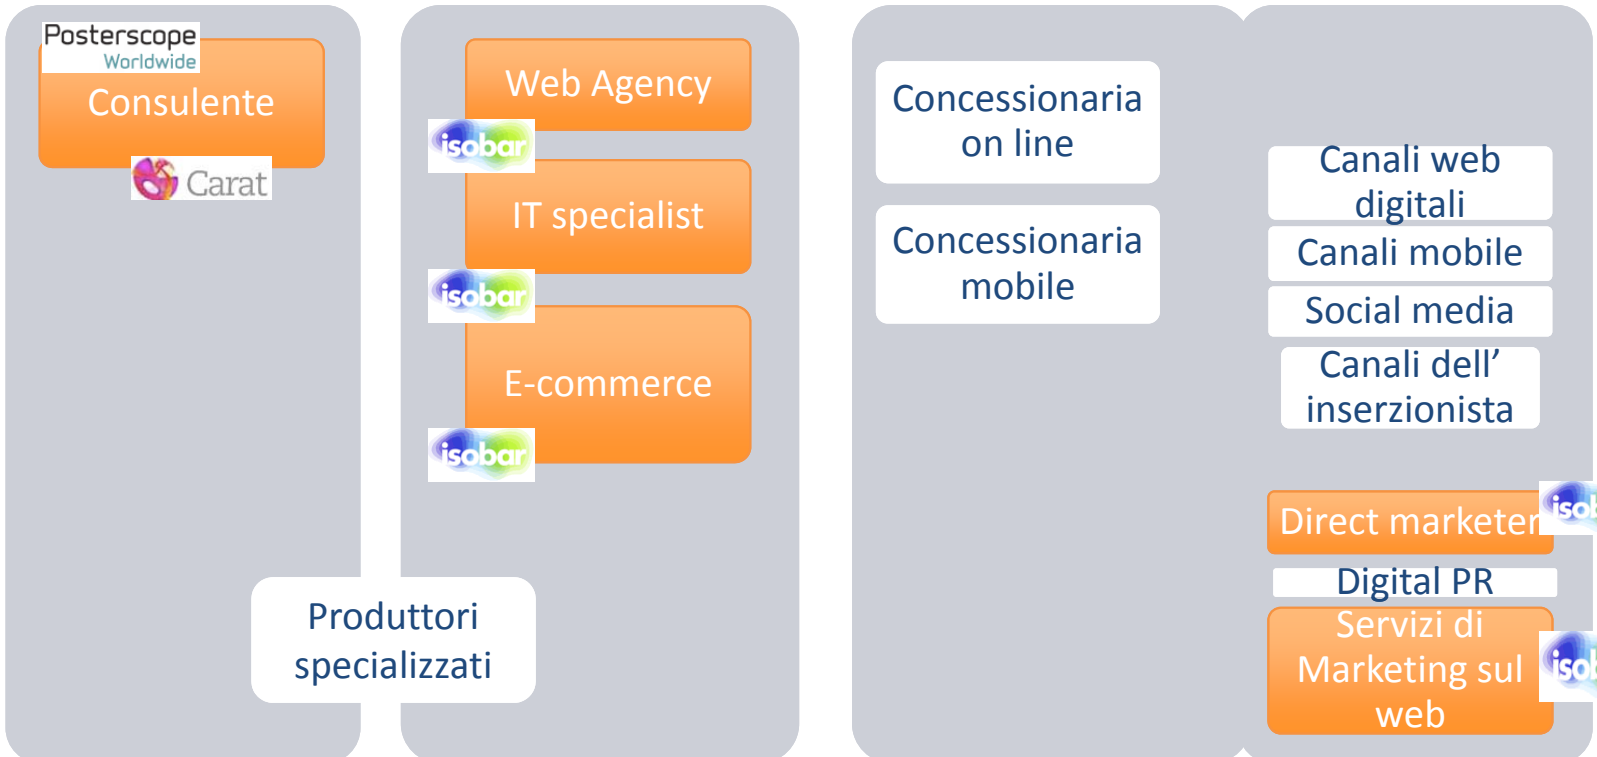 Posterscope
Worldwide
Consulente
Carat
Web Agency
isobar
IT specialist
isobar
E-commerce
isobar
Produttori
specializzati
Concessionaria
on line
Concessionaria
mobile
Canali web
digitali
Canali mobile
Social media
Canali dell’
inserzionista
Direct marketer
isob
Digital PR
Servizi di
Marketing sul
web
isob